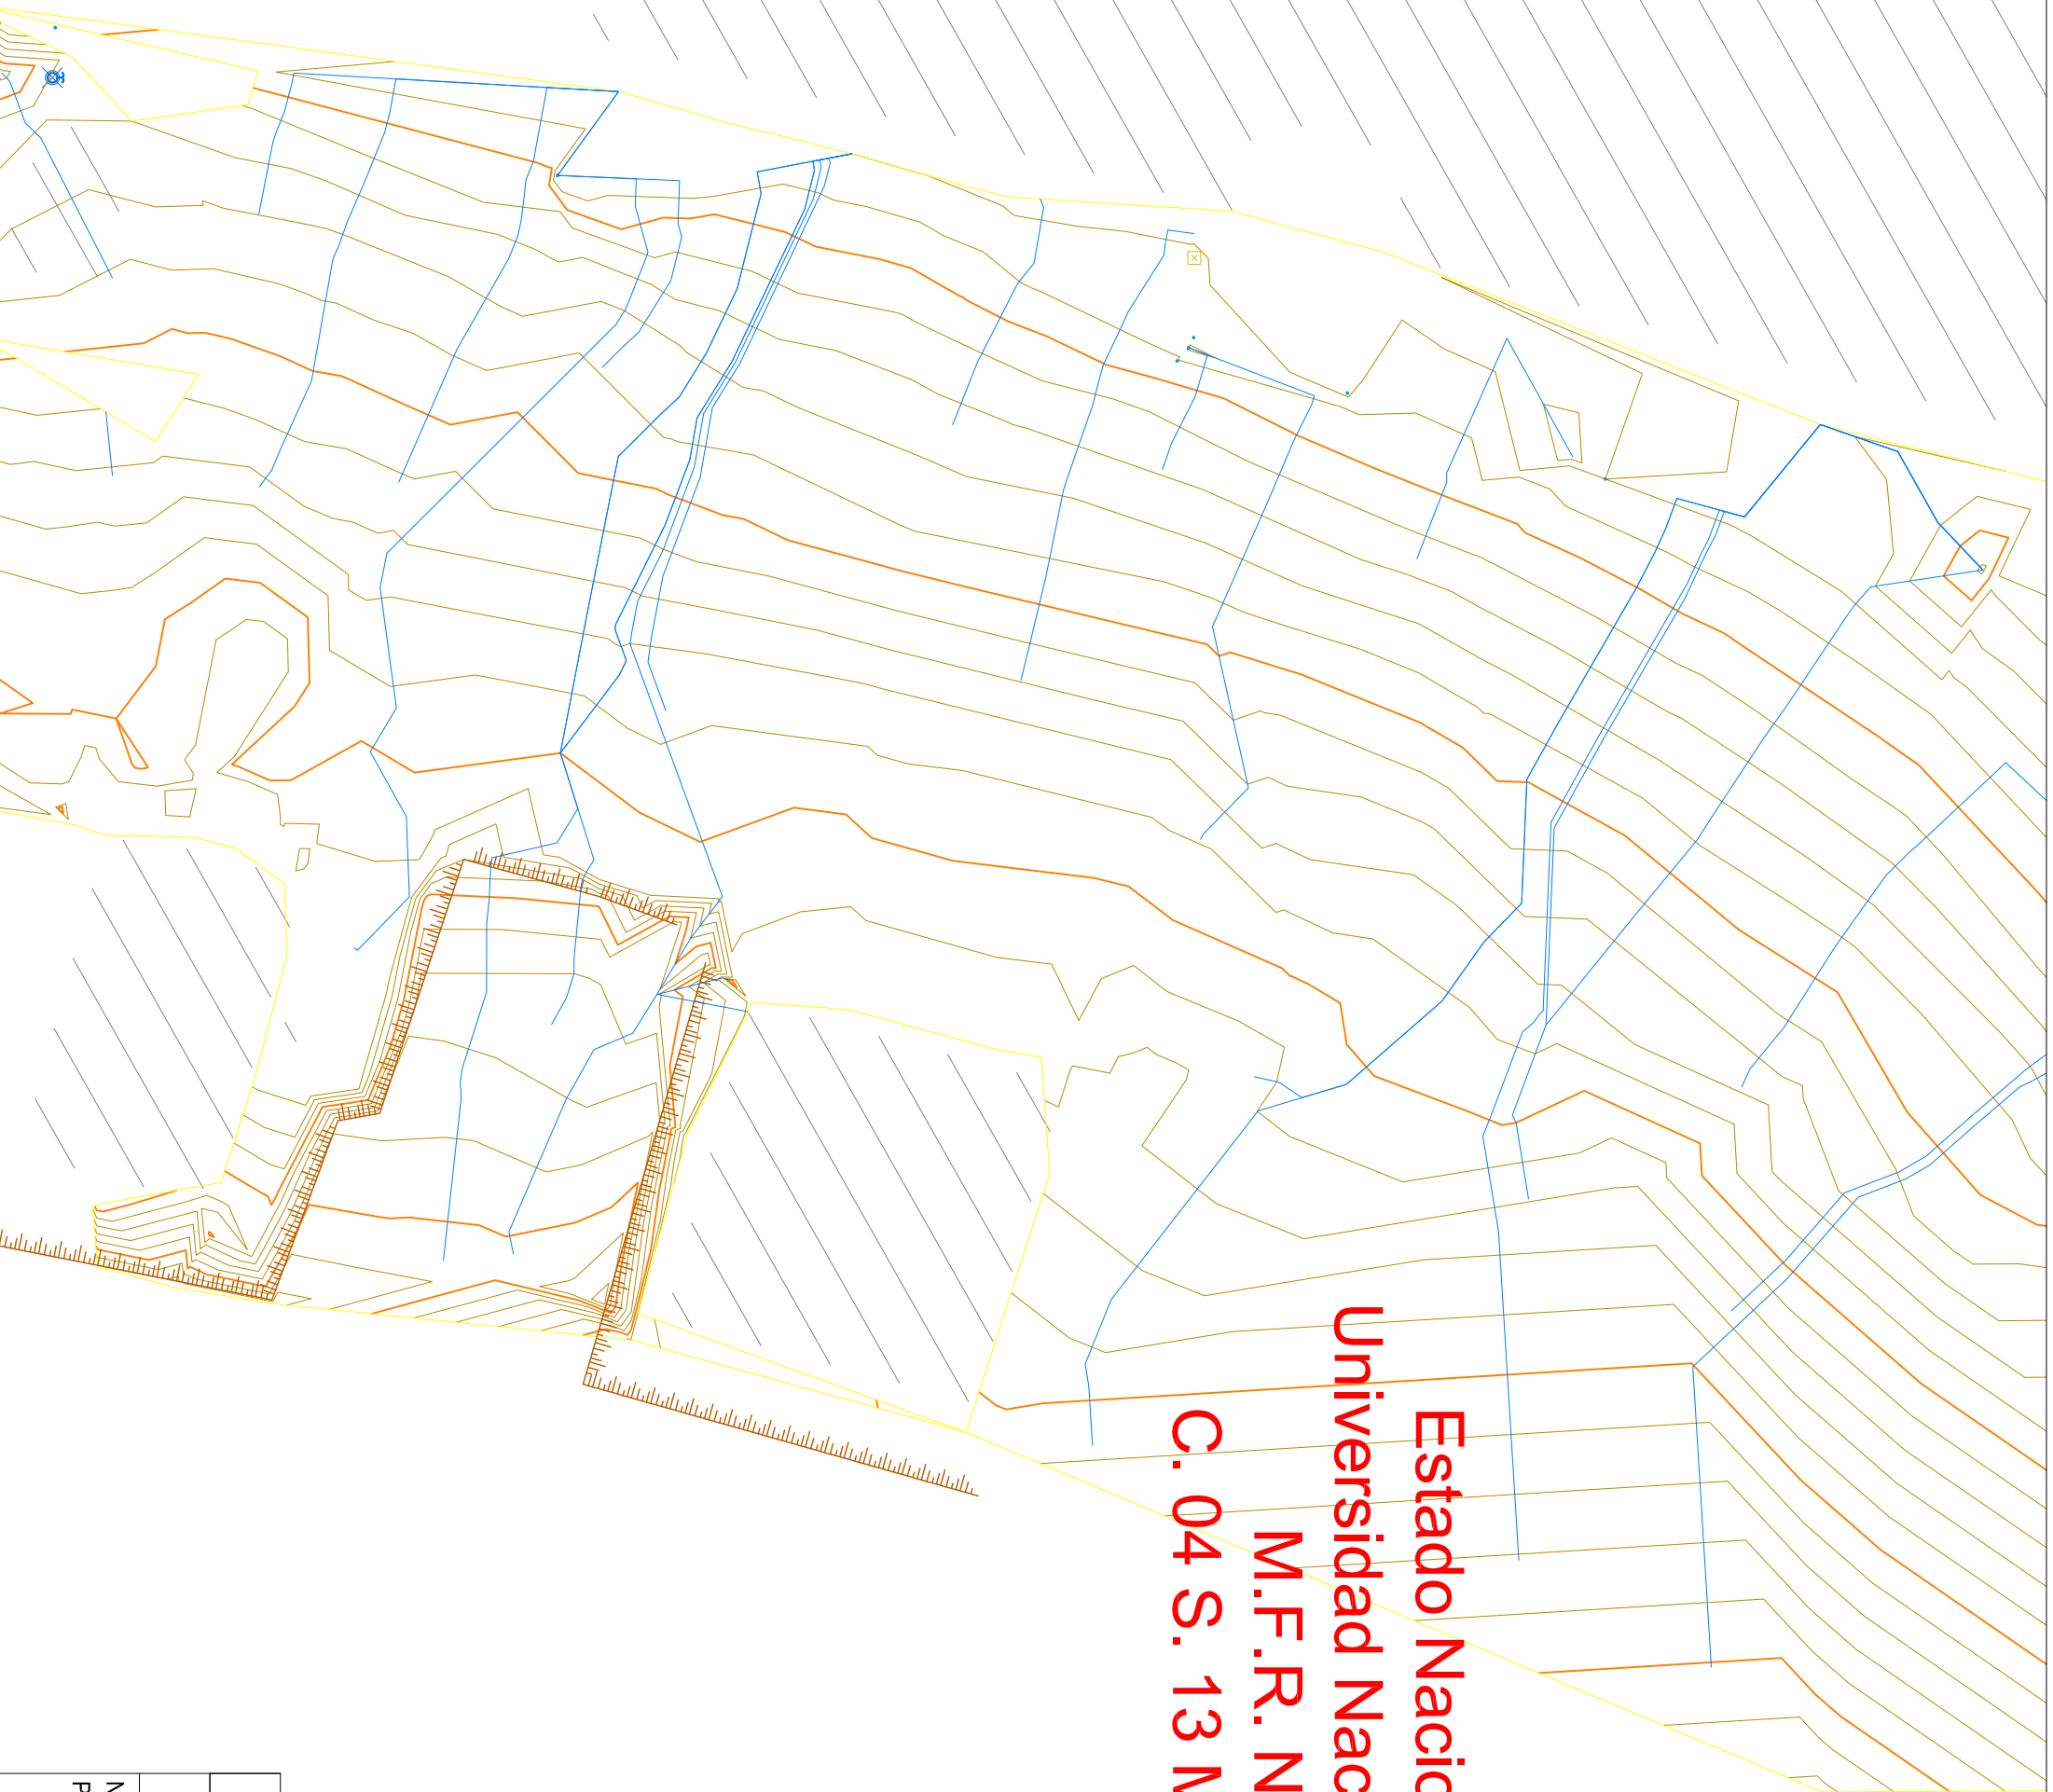 Estado Nacio
Universidad Nac
M.F.R. N
C. 04 S. 13 M
N
P